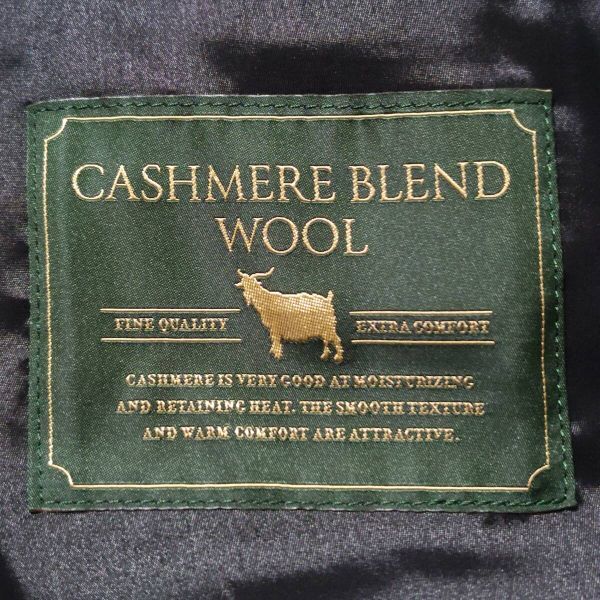 CASHMERE BLEND
WOOL
FINE QUALITY
EXTRA COMFORT
CASHMERE IS VERY GOOD AT MOISTURIZING
AND RETAINING HEAT. THE SMOOTH TEXTURE
AND WARM COMFORT ARE ATTRACTIVE.